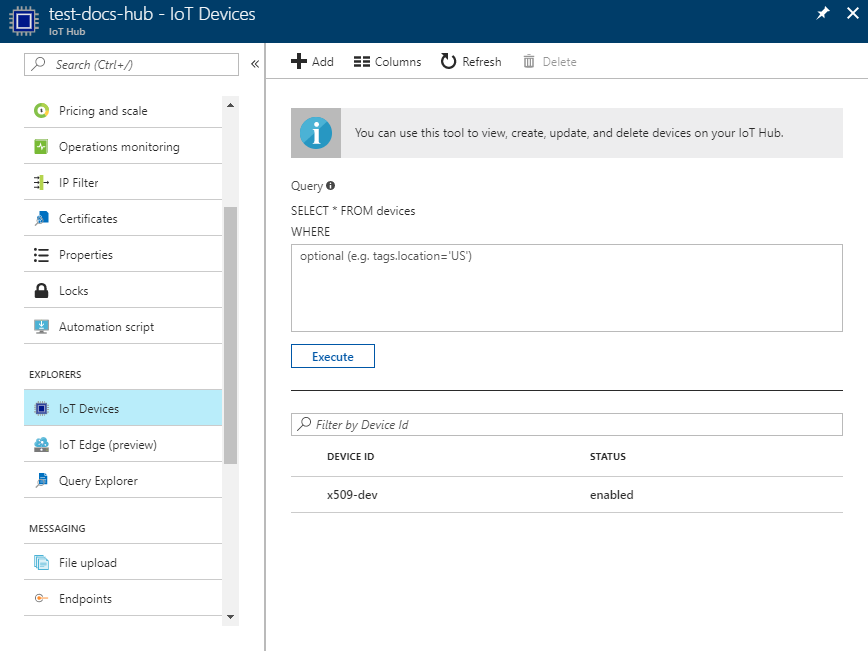 test-docs-hub - IoT Devices
IoT Hub
Search (Ctrl+/)
«
Pricing and scale
Operations monitoring
IP Filter
Certificates
Properties
Locks
Automation script
EXPLORERS
IoT Devices
IoT Edge (preview)
Query Explorer
MESSAGING
File upload
Endpoints
Add Columns Refresh Delete
You can use this tool to view, create, update, and delete devices on your IoT Hub.
Query
SELECT * FROM devices
WHERE
optional (e.g. tags.location='US')
Execute
Filter by Device Id
DEVICE ID STATUS
x509-dev enabled